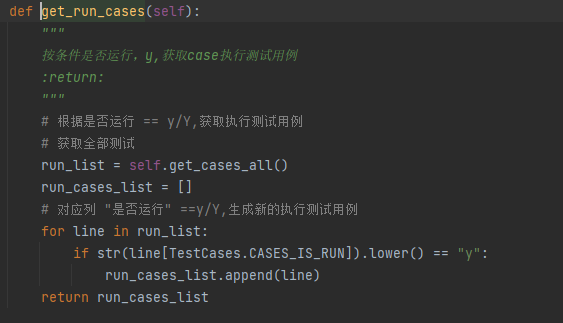 def get_run_cases(self):
"""
按条件是否运行，y,获取case执行测试用例
:return:
"""
# 根据是否运行 == y/Y,获取执行测试用例
# 获取全部测试
run_list = self.get_cases_all()
run_cases_list = []
# 对应列 "是否运行" ==y/Y,生成新的执行测试用例
for line in run_list:
if str(line[TestCases.CASES_IS_RUN]).lower() == "y":
run_cases_list.append(line)
return run_cases_list